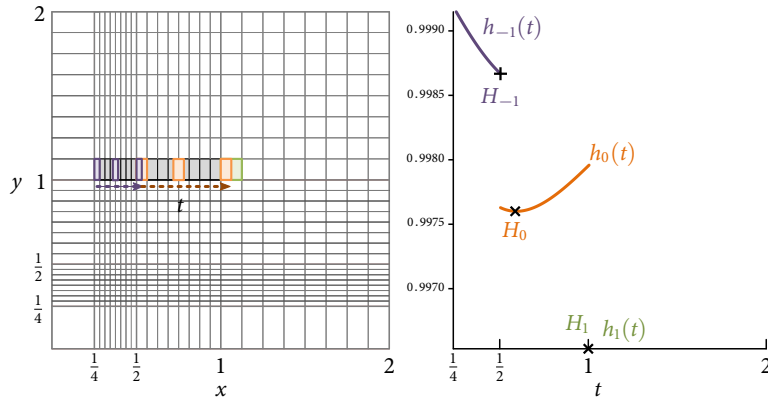 2
y 1
1/2
1/4
t
1/4 1/2 1 2
x
0.9990
0.9985
0.9980
0.9975
0.9970
h₋₁(t)
H₋₁
h₀(t)
H₀
H₁ h₁(t)
1/4 1/2 1 2
t